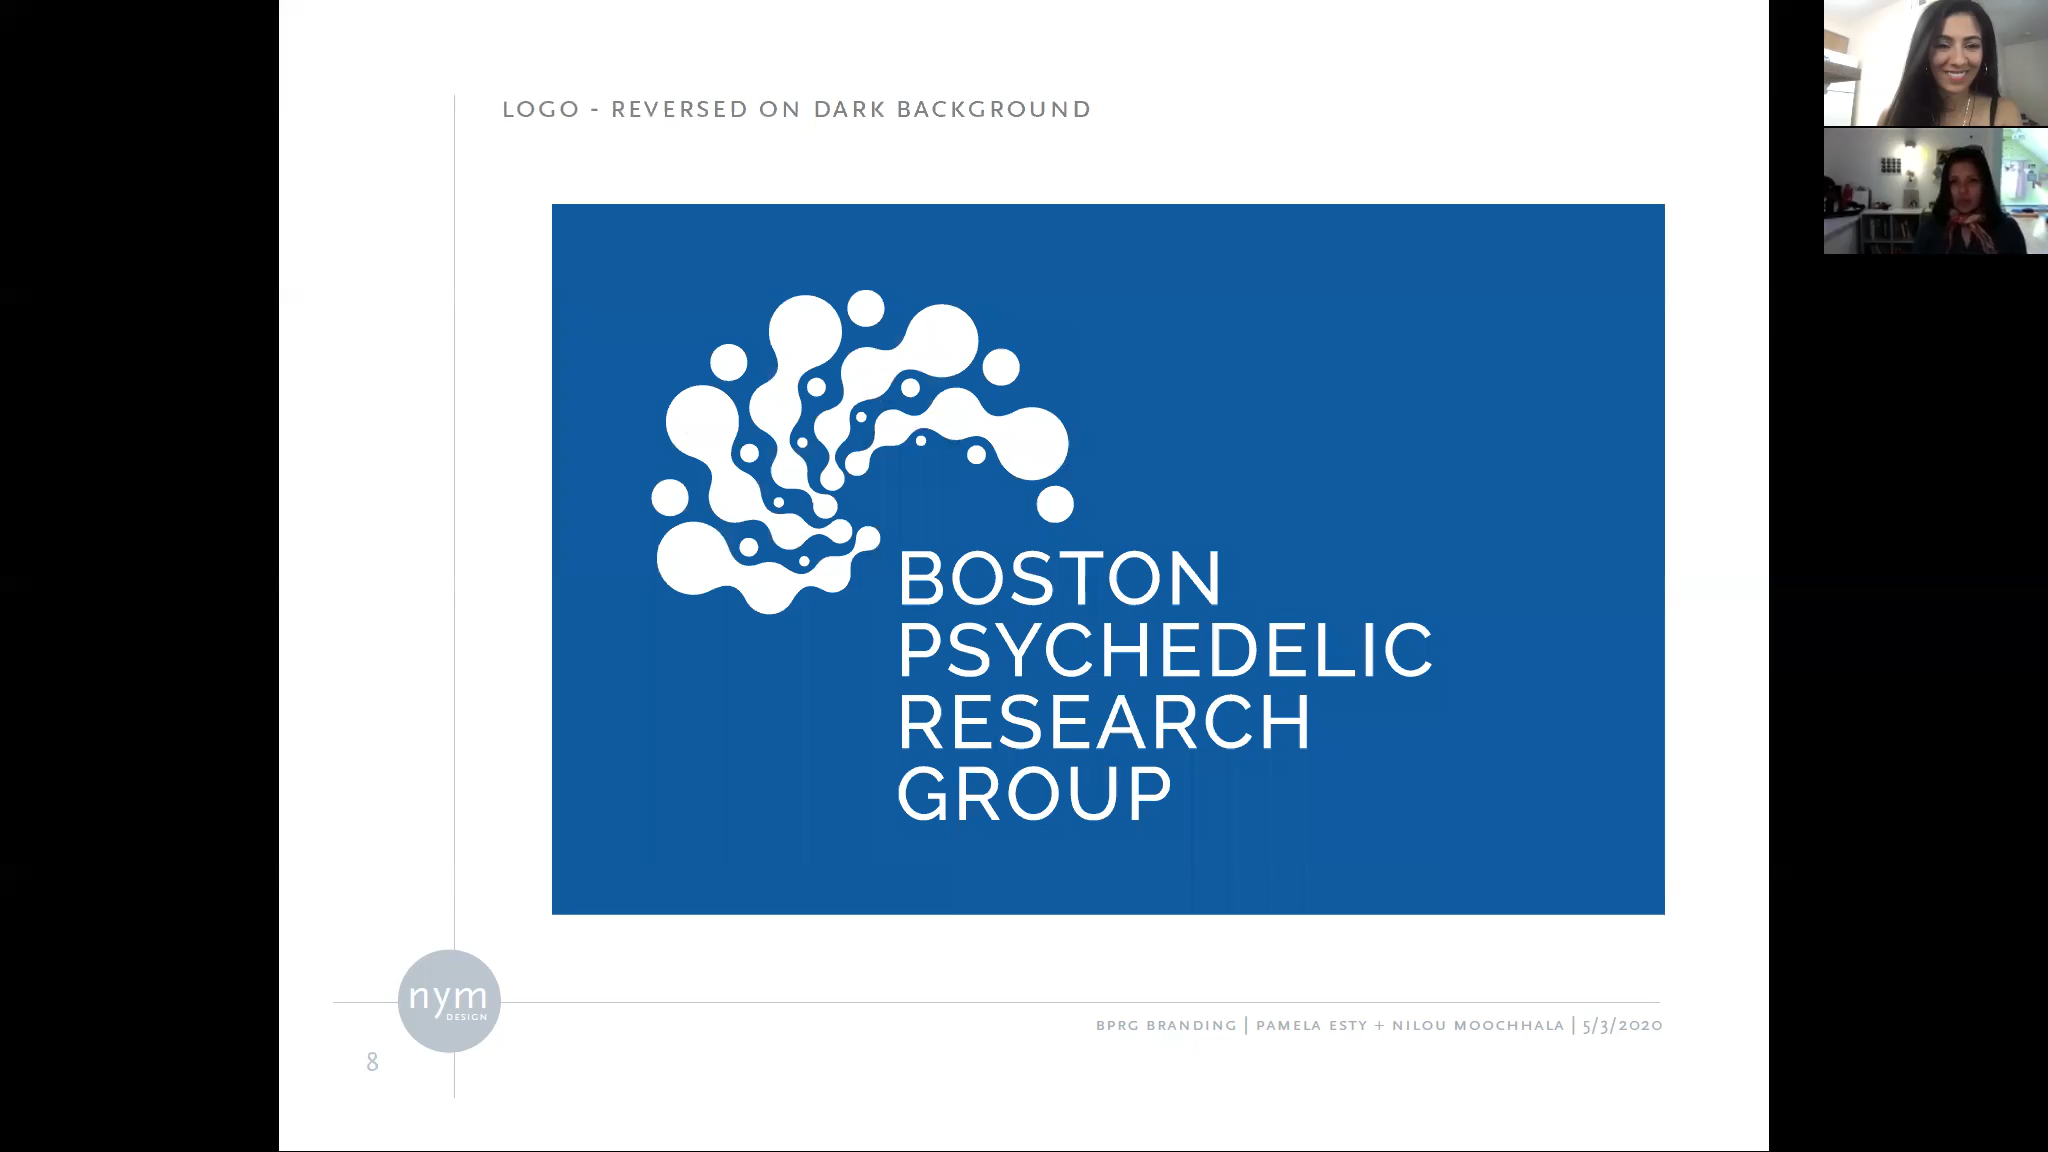 LOGO - REVERSED ON DARK BACKGROUND
BOSTON
PSYCHEDELIC
RESEARCH
GROUP
nym
DESIGN
BPRG BRANDING | PAMELA ESTY + NILOU MOOCHHALA | 5/3/2020
8